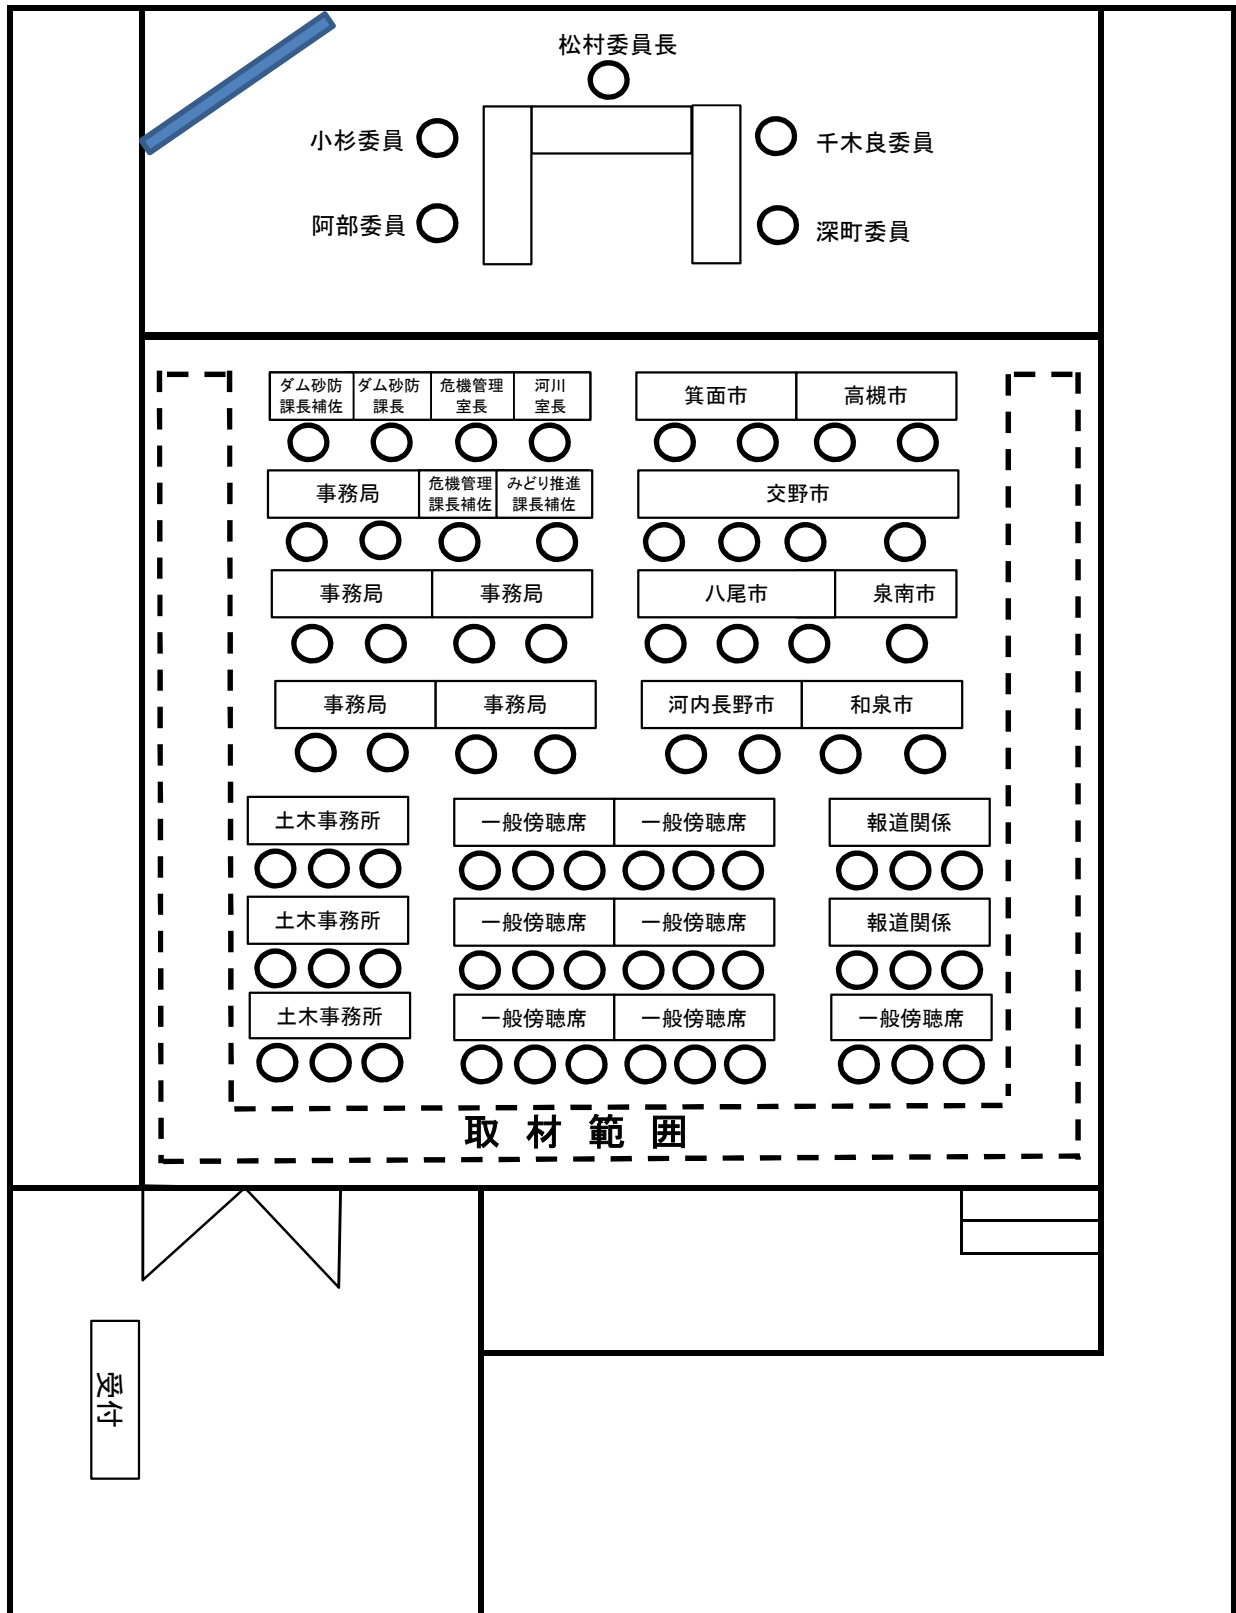 松村委員長
小杉委員
千木良委員
阿部委員
深町委員
ダム砂防
課長補佐
ダム砂防
課長
危機管理
室長
河川
室長
箕面市
高槻市
事務局
危機管理
課長補佐
みどり推進
課長補佐
交野市
事務局
事務局
八尾市
泉南市
事務局
事務局
河内長野市
和泉市
土木事務所
一般傍聴席
一般傍聴席
報道関係
土木事務所
一般傍聴席
一般傍聴席
報道関係
土木事務所
一般傍聴席
一般傍聴席
一般傍聴席
取材範囲
受付